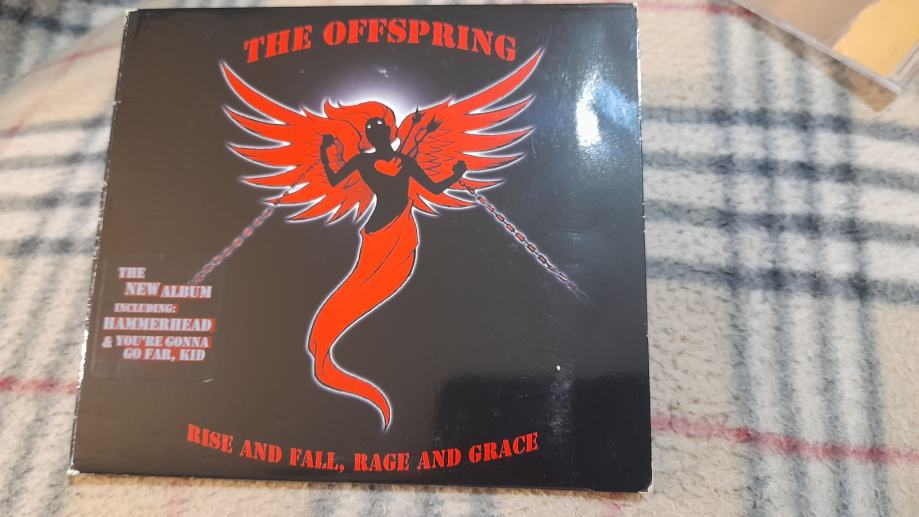 THE OFFSPRING
THE
NEW ALBUM
INCLUDING:
HAMMERHEAD
& YOU'RE GONNA
GO FAR, KID
RISE AND FALL, RAGE AND GRACE